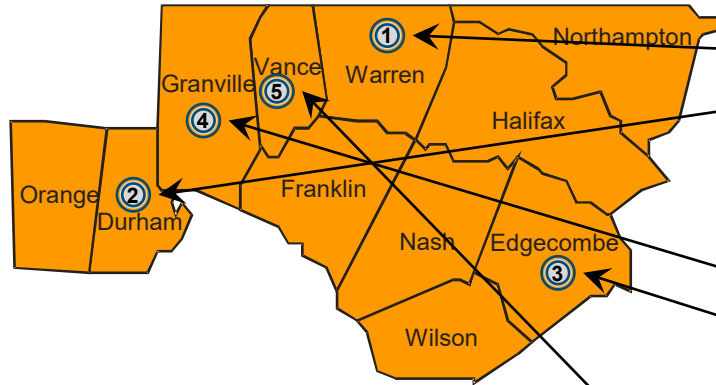 1
Northampton
Vance
Warren
Granville
5
4
Halifax
Orange
2
Franklin
Durham
Nash
Edgecombe
3
Wilson